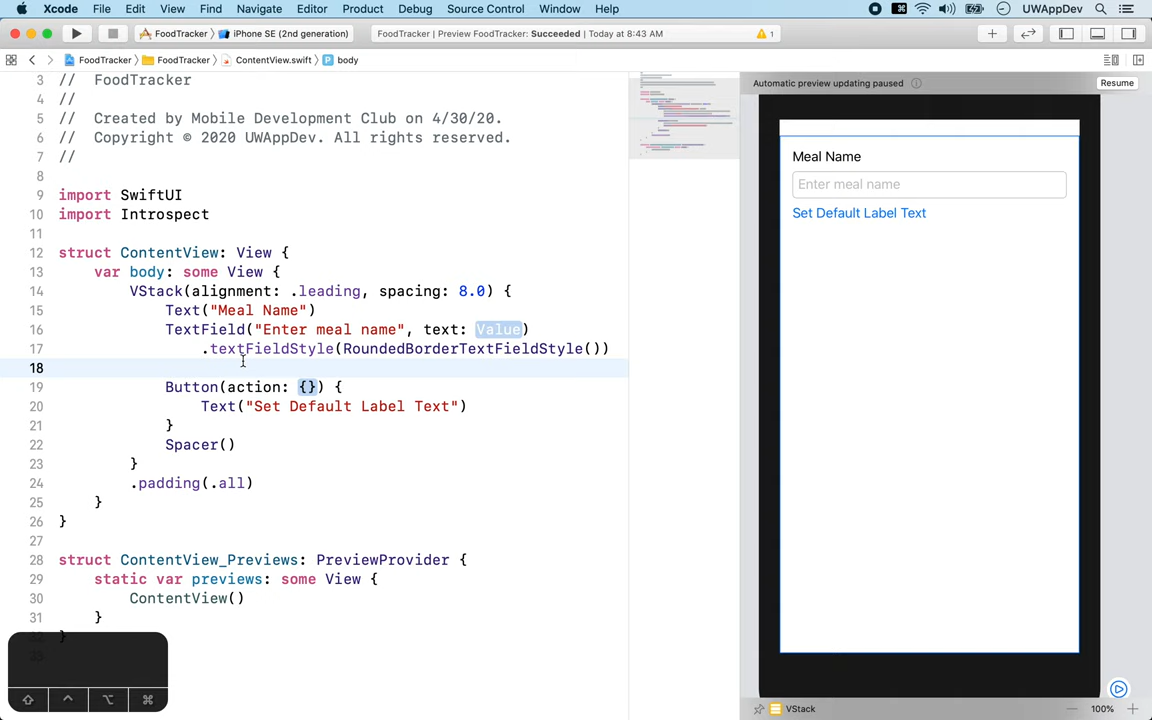 Xcode File Edit View Find Navigate Editor Product Debug Source Control Window Help UWAppDev
FoodTracker iPhone SE (2nd generation) FoodTracker | Preview FoodTracker: Succeeded | Today at 8:43 AM 1
FoodTracker FoodTracker ContentView.swift P body
3 // FoodTracker
4 //
5 // Created by Mobile Development Club on 4/30/20.
6 // Copyright © 2020 UWAppDev. All rights reserved.
7 //
8
9 import SwiftUI
10 import Introspect
11
12 struct ContentView: View {
13 var body: some View {
14 VStack(alignment: .leading, spacing: 8.0) {
15 Text("Meal Name")
16 TextField("Enter meal name", text: Value)
17 .textFieldStyle(RoundedBorderTextFieldStyle())
18
19 Button(action: {}) {
20 Text("Set Default Label Text")
21 }
22 Spacer()
23 }
24 .padding(.all)
25 }
26 }
27
28 struct ContentView_Previews: PreviewProvider {
29 static var previews: some View {
30 ContentView()
31 }
32 }
33
Automatic preview updating paused Resume
Meal Name
Enter meal name
Set Default Label Text
VStack 100%